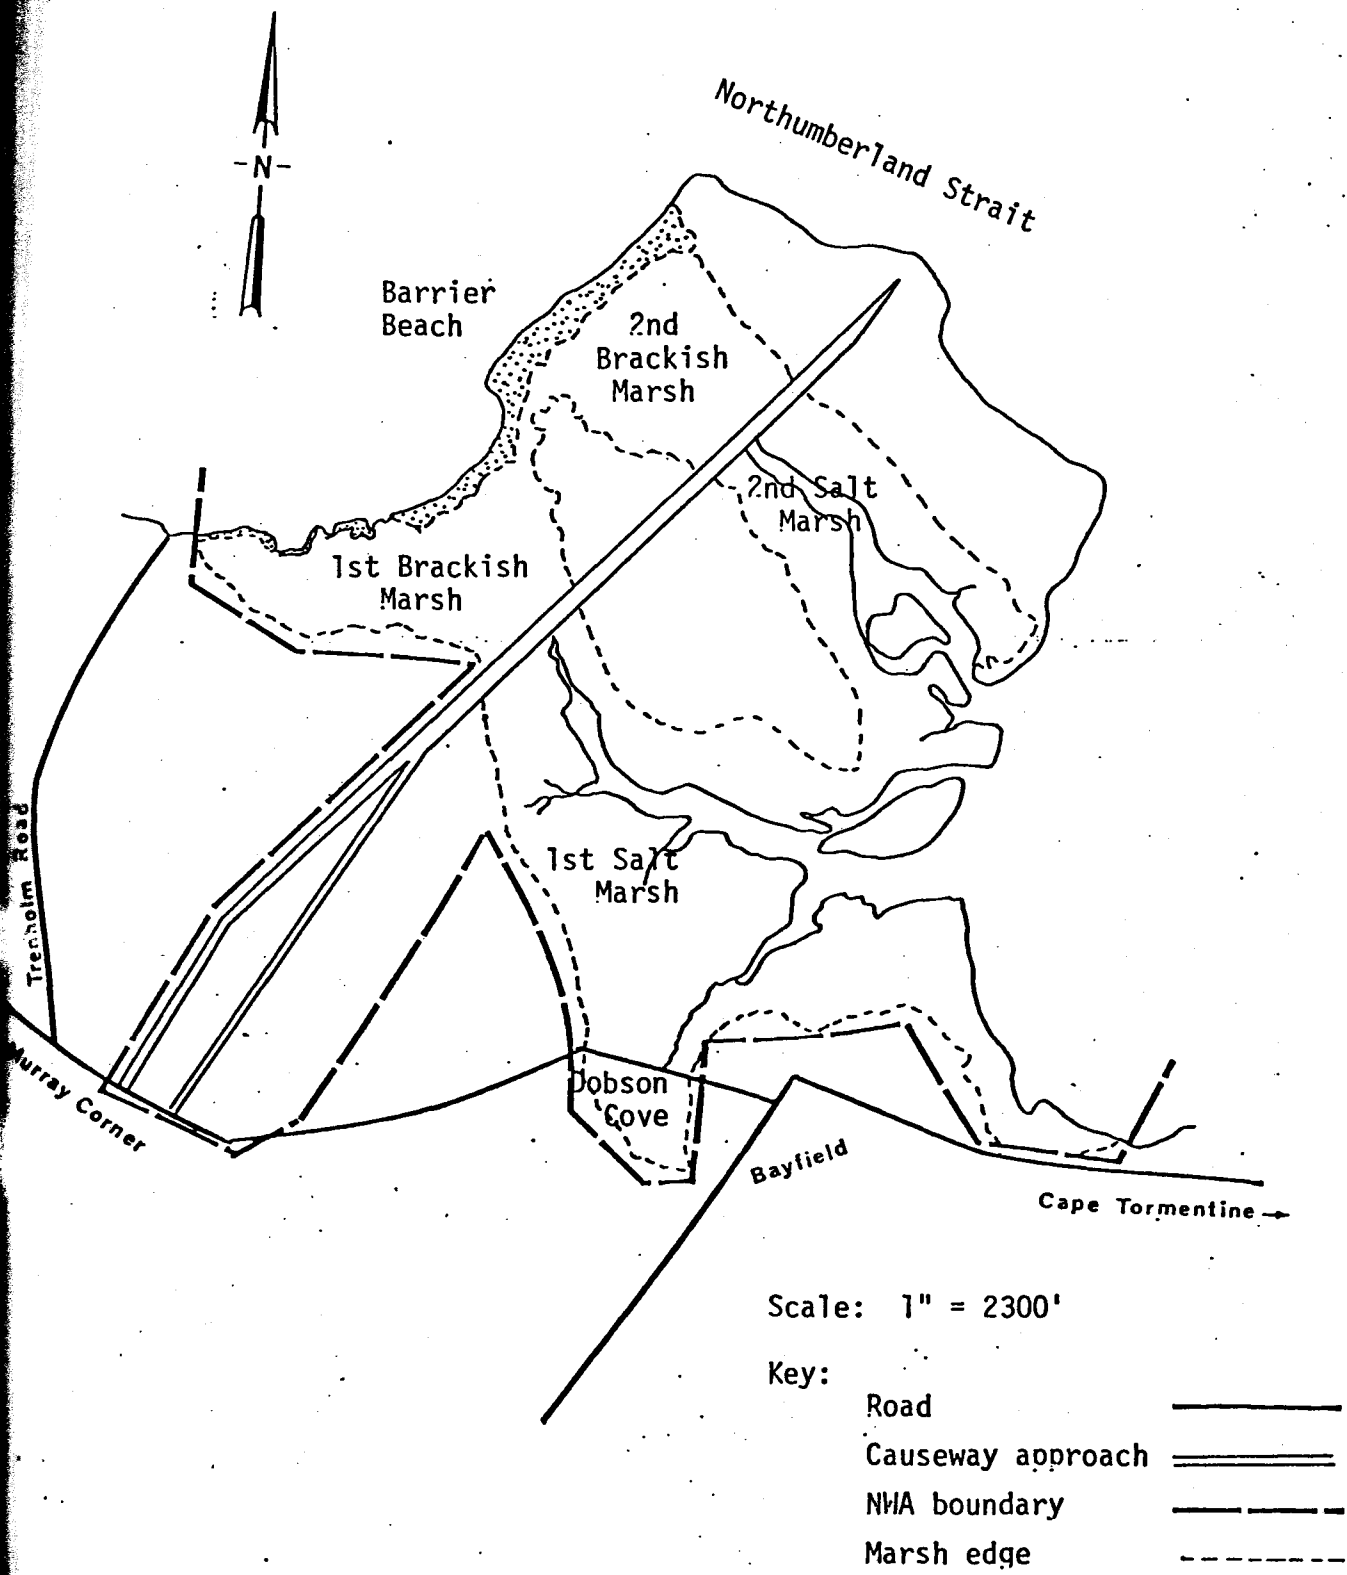 Northumberland Strait
-N-
Barrier
Beach
2nd
Brackish
Marsh
2nd Salt
Marsh
1st Brackish
Marsh
Trenholm Road
1st Salt
Marsh
Murray Corner
Dobson
Cove
Bayfield
Cape Tormentine →
Scale: 1" = 2300'
Key:
Road
Causeway approach
NWA boundary
Marsh edge